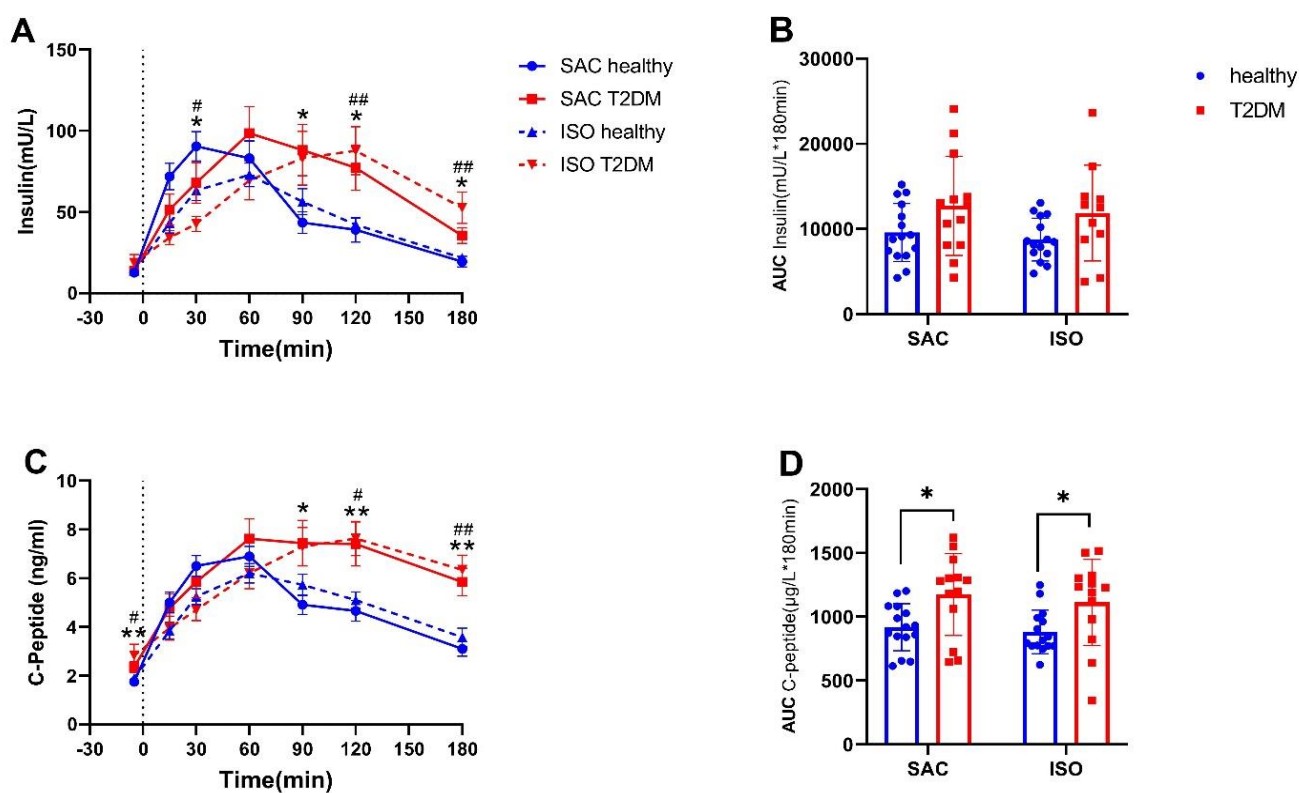 A
Insulin(mU/L)
150
100
50
0
-30 0 30 60 90 120 150 180
Time(min)
# * * ## * ## *
SAC healthy
SAC T2DM
ISO healthy
ISO T2DM
B
AUC Insulin(mU/L*180min)
30000
20000
10000
0
SAC ISO
healthy
T2DM
C
C-Peptide (ng/ml)
10
8
6
4
2
0
-30 0 30 60 90 120 150 180
Time(min)
# ** * # ** ## **
D
AUC C-peptide(µg/L*180min)
2000
1500
1000
500
0
* *
SAC ISO